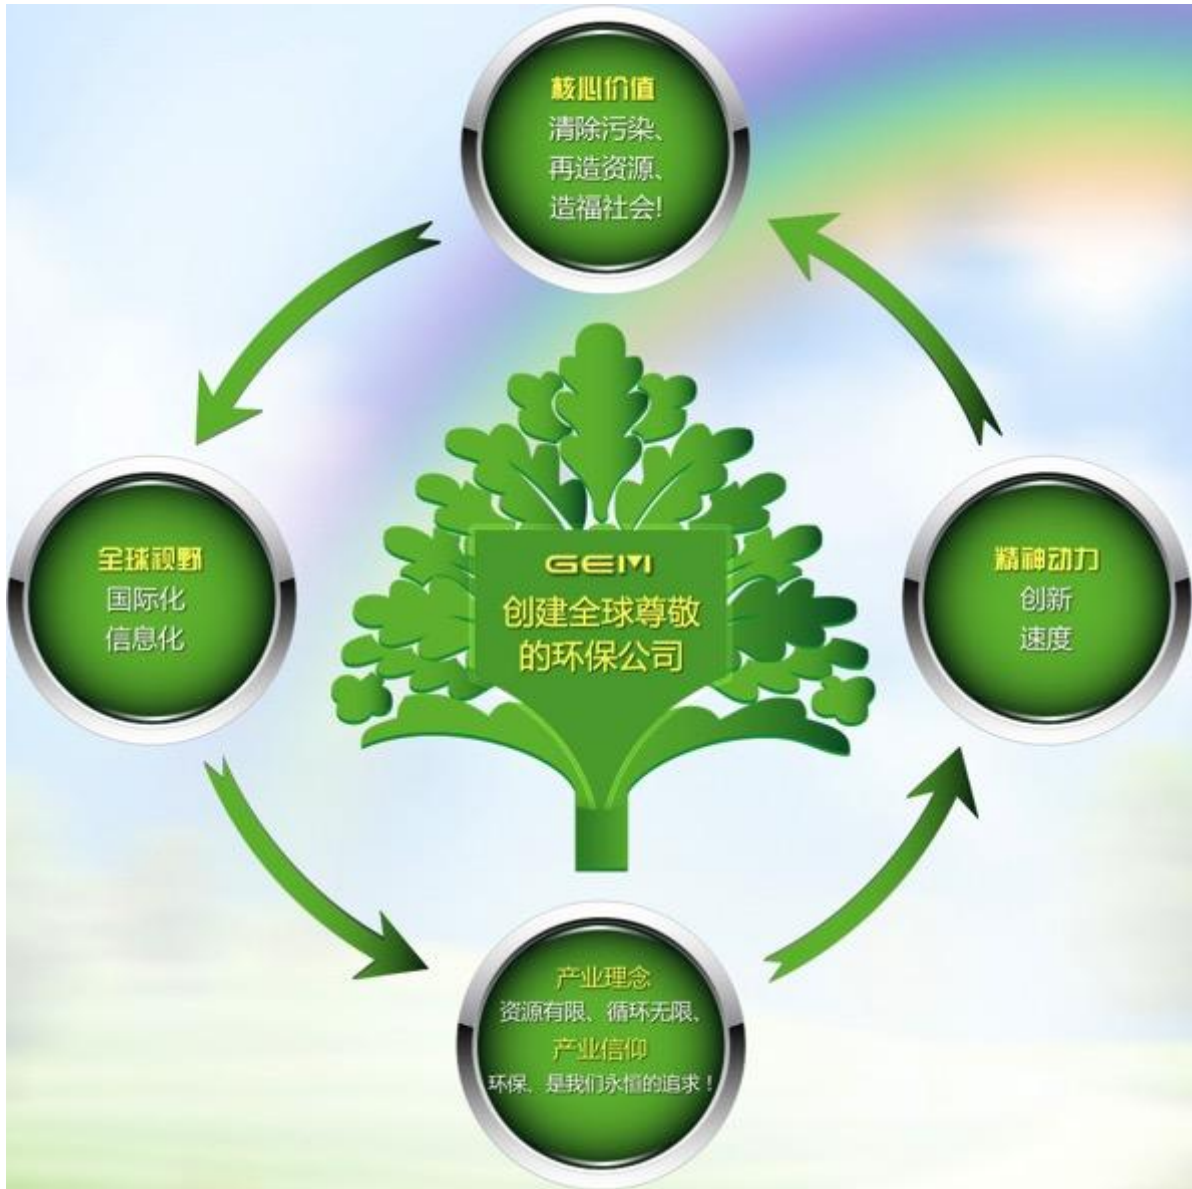 核心价值
清除污染、
再造资源、
造福社会!
全球视野
国际化
信息化
GEM
创建全球尊敬
的环保公司
精神动力
创新
速度
产业理念
资源有限、循环无限、
产业信仰
环保、是我们永恒的追求!